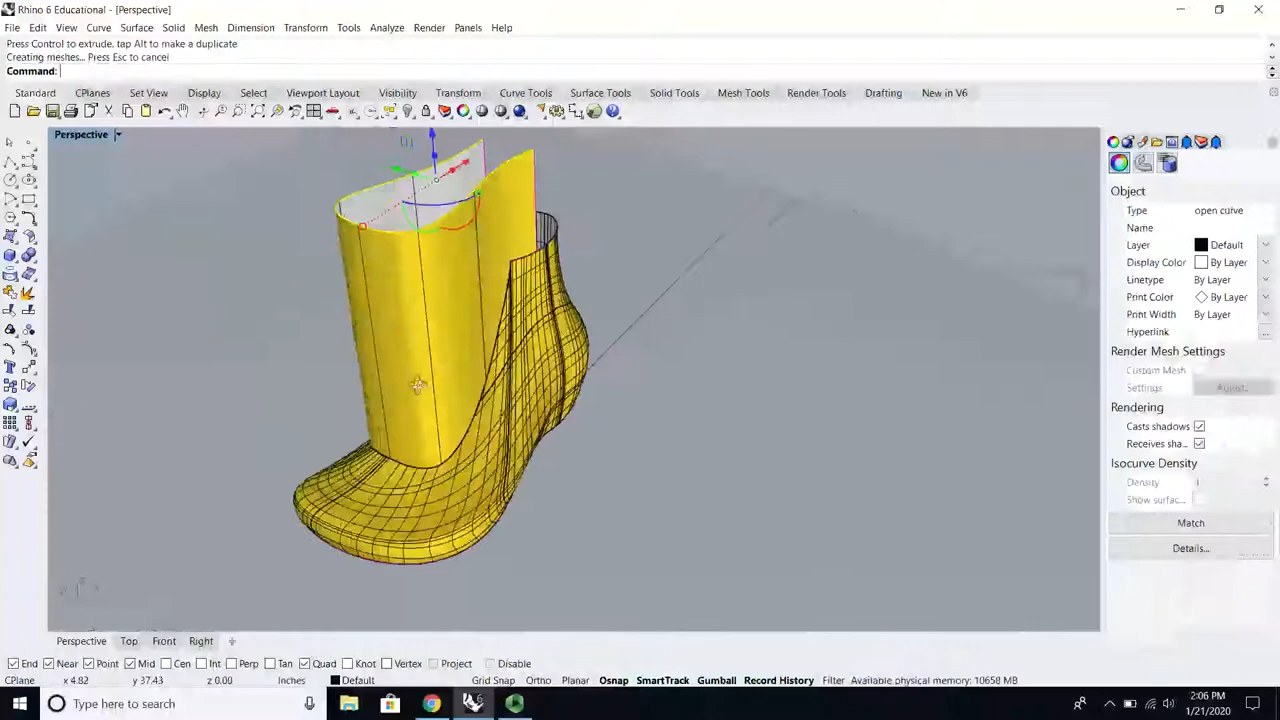 Rhino 6 Educational - [Perspective]
File Edit View Curve Surface Solid Mesh Dimension Transform Tools Analyze Render Panels Help
Press Control to extrude, tap Alt to make a duplicate
Creating meshes... Press Esc to cancel
Command:
Standard CPlanes Set View Display Select Viewport Layout Visibility Transform Curve Tools Surface Tools Solid Tools Mesh Tools Render Tools Drafting New in V6
Perspective
Object
Type open curve
Name
Layer Default
Display Color By Layer
Linetype By Layer
Print Color By Layer
Print Width By Layer
Hyperlink ...
Render Mesh Settings
Custom Mesh
Settings Adjust...
Rendering
Casts shadows
Receives sha...
Isocurve Density
Density 1
Show surfac...
Match
Details...
Perspective Top Front Right
End Near Point Mid Cen Int Perp Tan Quad Knot Vertex Project Disable
CPlane x 4.82 y 37.43 z 0.00 Inches Default Grid Snap Ortho Planar Osnap SmartTrack Gumball Record History Filter Available physical memory: 10658 MB
Type here to search
2:06 PM
1/21/2020